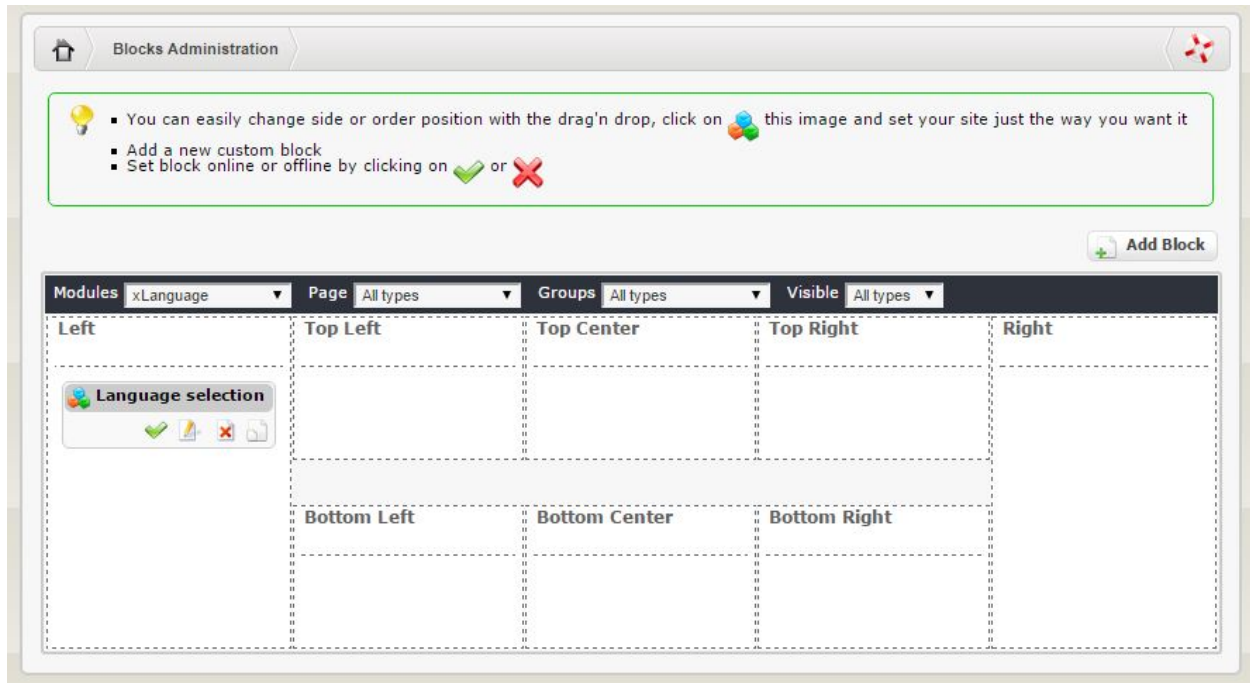 Blocks Administration
You can easily change side or order position with the drag'n drop, click on this image and set your site just the way you want it
Add a new custom block
Set block online or offline by clicking on or
Add Block
Modules xLanguage Page All types Groups All types Visible All types
Left Top Left Top Center Top Right Right
Language selection
Bottom Left Bottom Center Bottom Right